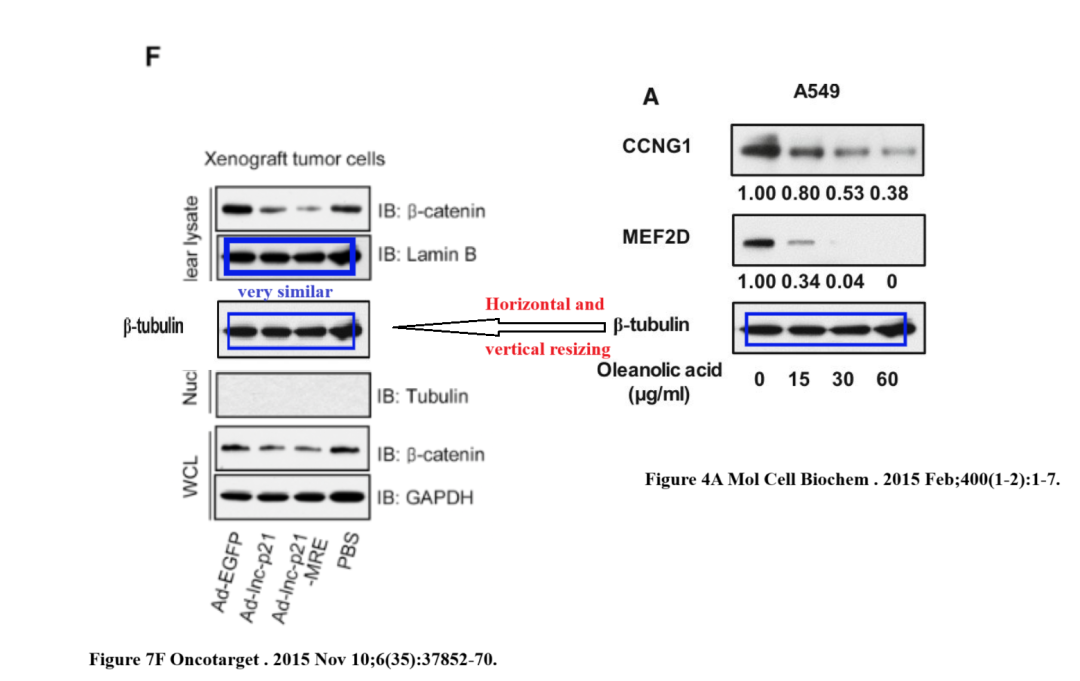 F
A
A549
Xenograft tumor cells
CCNG1
1.00 0.80 0.53 0.38
lear lysate
IB: β-catenin
IB: Lamin B
MEF2D
1.00 0.34 0.04 0
very similar
Horizontal and
β-tubulin
β-tubulin
vertical resizing
Oleanolic acid
(μg/ml)
0 15 30 60
Nuc
IB: Tubulin
WCL
IB: β-catenin
IB: GAPDH
Figure 4A Mol Cell Biochem . 2015 Feb;400(1-2):1-7.
Ad-EGFP
Ad-lnc-p21
Ad-lnc-p21
-MRE
PBS
Figure 7F Oncotarget . 2015 Nov 10;6(35):37852-70.